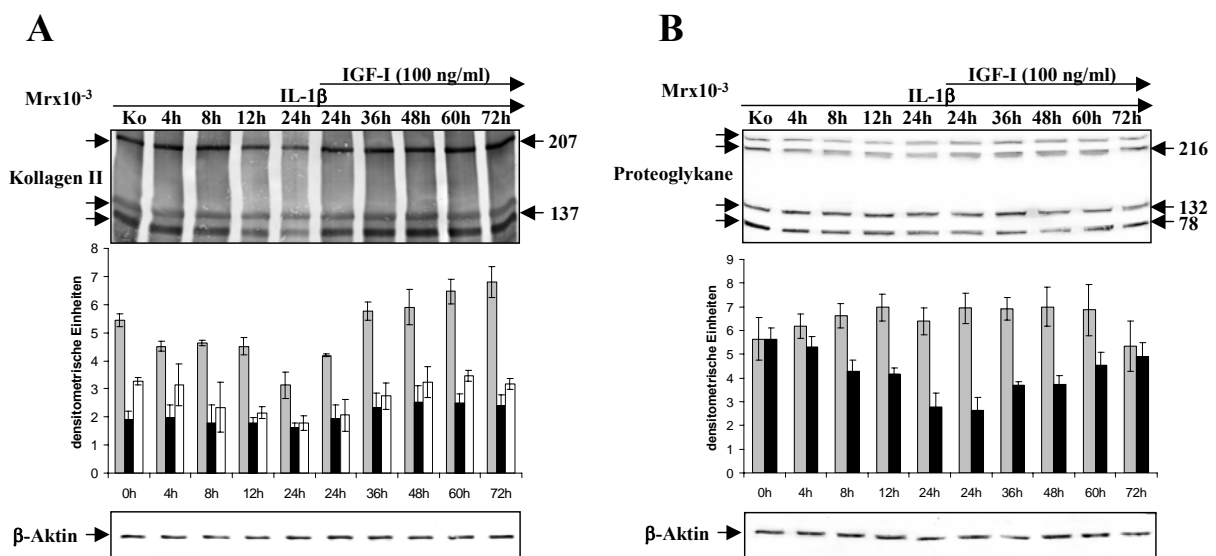 A
IGF-I (100 ng/ml)
Mrx10-3
IL-1β
Ko 4h 8h 12h 24h 24h 36h 48h 60h 72h
207
Kollagen II
137
densitometrische Einheiten
8
7
6
5
4
3
2
1
0
0h 4h 8h 12h 24h 24h 36h 48h 60h 72h
β-Aktin
B
IGF-I (100 ng/ml)
Mrx10-3
IL-1β
Ko 4h 8h 12h 24h 24h 36h 48h 60h 72h
216
Proteoglykane
132
78
densitometrische Einheiten
9
8
7
6
5
4
3
2
1
0
0h 4h 8h 12h 24h 24h 36h 48h 60h 72h
β-Aktin